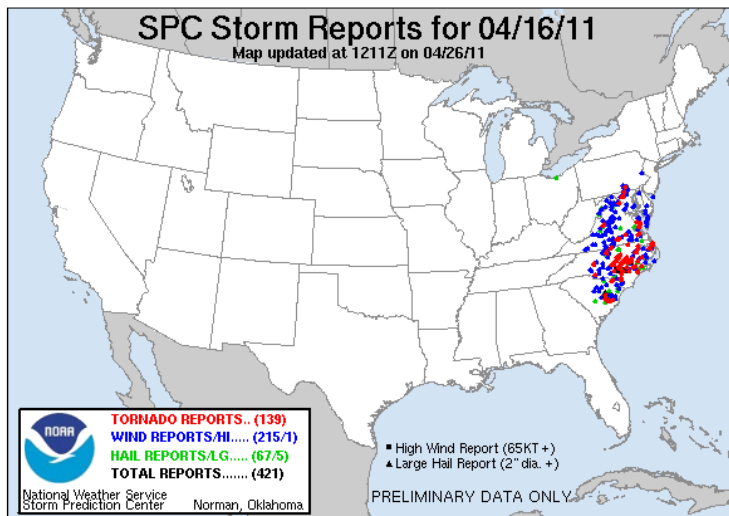 SPC Storm Reports for 04/16/11
Map updated at 1211Z on 04/26/11
NOAA
TORNADO REPORTS.. (139)
WIND REPORTS/HI..... (215/1)
HAIL REPORTS/LG..... (67/5)
TOTAL REPORTS....... (421)
National Weather Service
Storm Prediction Center Norman, Oklahoma
High Wind Report (65KT +)
Large Hail Report (2" dia. +)
PRELIMINARY DATA ONLY